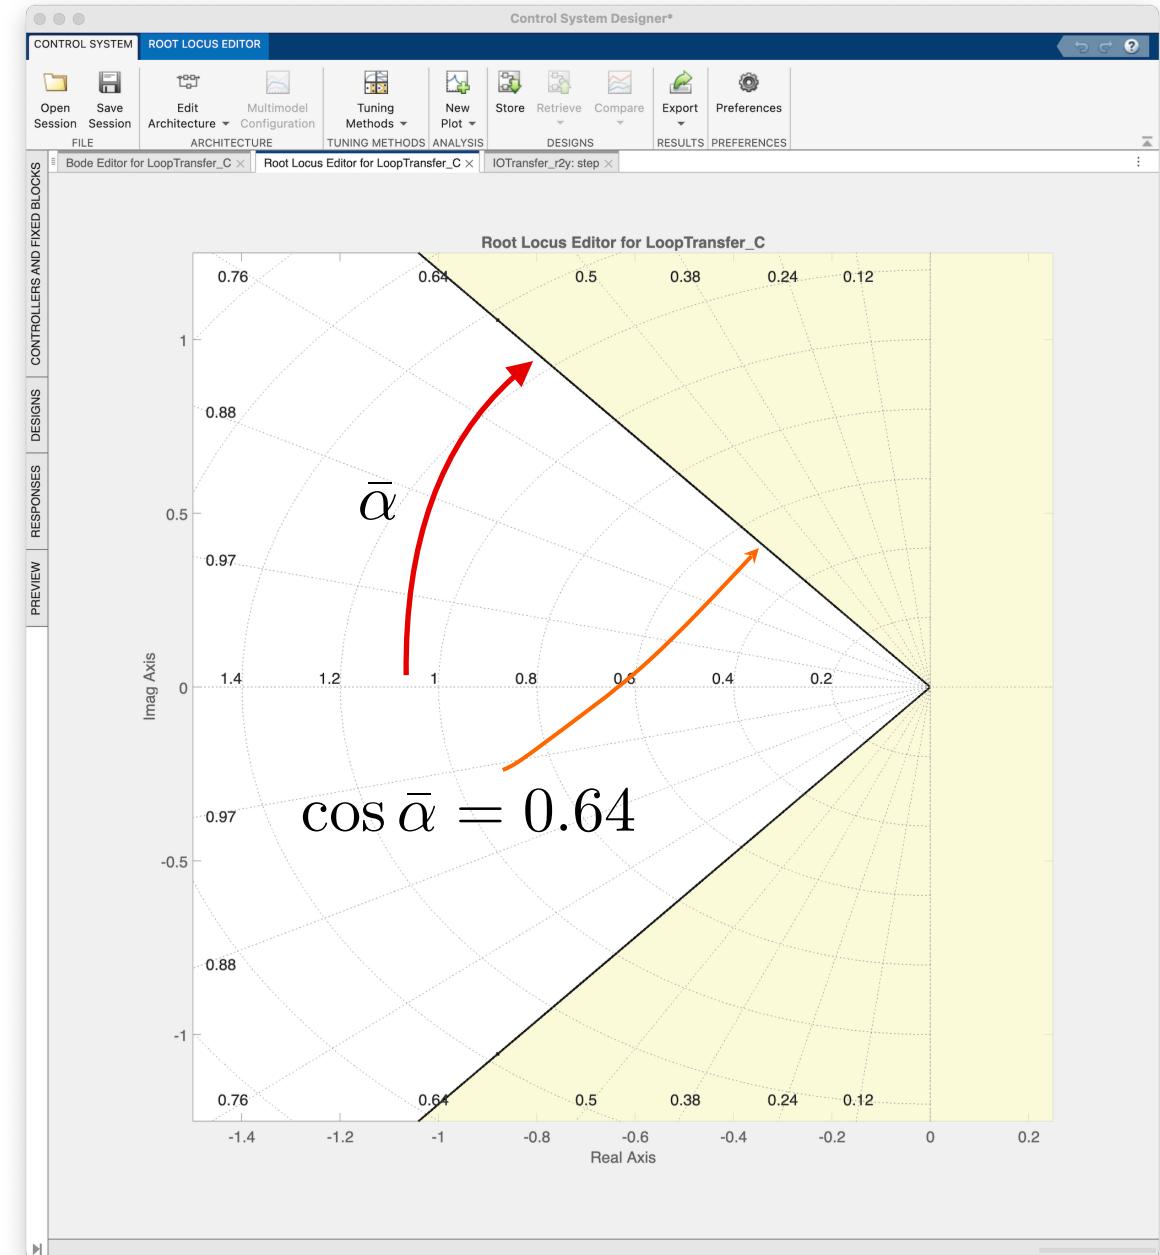 Control System Designer*
CONTROL SYSTEM ROOT LOCUS EDITOR
Open Session
Save Session
FILE
Edit Architecture
Multimodel Configuration
ARCHITECTURE
Tuning Methods
TUNING METHODS
New Plot
ANALYSIS
Store
Retrieve
Compare
DESIGNS
Export
RESULTS
Preferences
PREFERENCES
CONTROLLERS AND FIXED BLOCKS
DESIGNS
RESPONSES
PREVIEW
Bode Editor for LoopTransfer_C × Root Locus Editor for LoopTransfer_C × IOTransfer_r2y: step ×
Root Locus Editor for LoopTransfer_C
0.76 0.64 0.5 0.38 0.24 0.12
1
0.88
ᾱ
0.5
0.97
Imag Axis
0
1.4 1.2 1 0.8 0.6 0.4 0.2
cos ᾱ = 0.64
0.97
-0.5
0.88
-1
0.76 0.64 0.5 0.38 0.24 0.12
-1.4 -1.2 -1 -0.8 -0.6 -0.4 -0.2 0 0.2
Real Axis